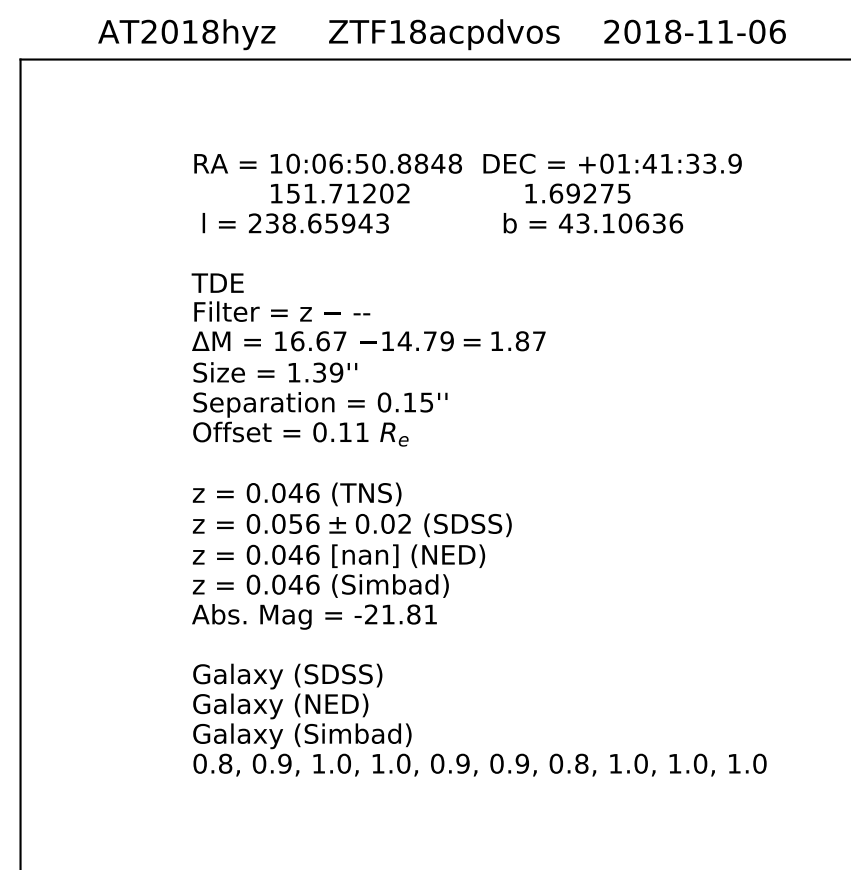 AT2018hyz ZTF18acpdvos 2018-11-06
RA = 10:06:50.8848 DEC = +01:41:33.9
151.71202 1.69275
l = 238.65943 b = 43.10636
TDE
Filter = z − --
ΔM = 16.67 −14.79 = 1.87
Size = 1.39''
Separation = 0.15''
Offset = 0.11 Rₑ
z = 0.046 (TNS)
z = 0.056 ± 0.02 (SDSS)
z = 0.046 [nan] (NED)
z = 0.046 (Simbad)
Abs. Mag = -21.81
Galaxy (SDSS)
Galaxy (NED)
Galaxy (Simbad)
0.8, 0.9, 1.0, 1.0, 0.9, 0.9, 0.8, 1.0, 1.0, 1.0